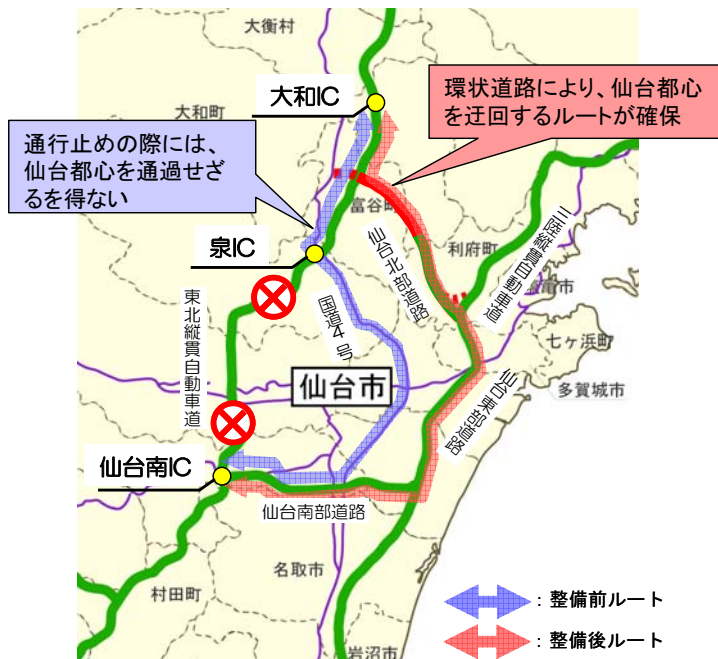 大衡村
大和IC
大和町
環状道路により、仙台都心
を迂回するルートが確保
通行止めの際には、
仙台都心を通過せざ
るを得ない
富谷町
泉IC
仙台北部道路
利府町
三陸縦貫自動車道
塩竈市
東北縦貫自動車道
国道4号
七ヶ浜町
仙台市
仙台東部道路
多賀城市
仙台南IC
仙台南部道路
名取市
村田町
岩沼市
：整備前ルート
：整備後ルート